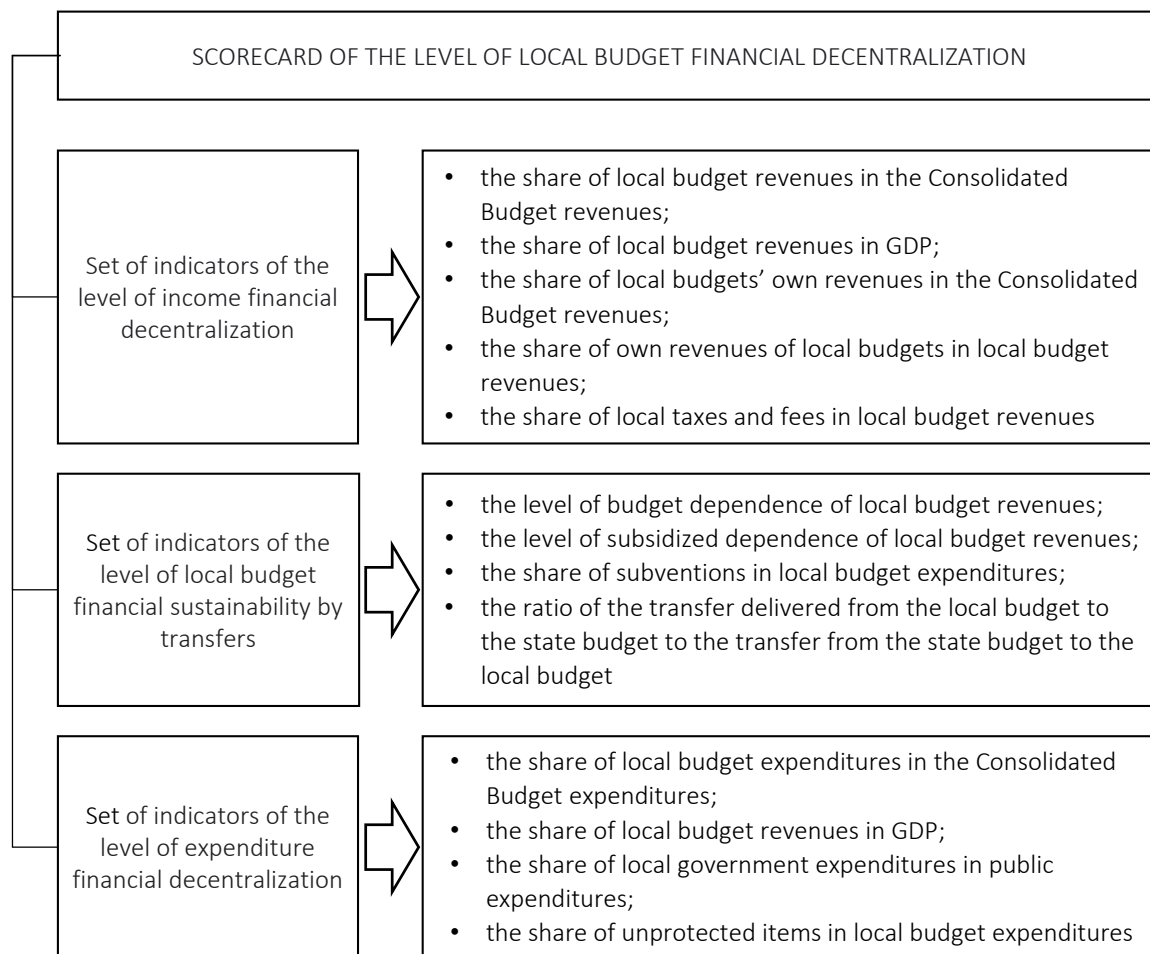 SCORECARD OF THE LEVEL OF LOCAL BUDGET FINANCIAL DECENTRALIZATION
Set of indicators of the
level of income financial
decentralization
• the share of local budget revenues in the Consolidated
Budget revenues;
• the share of local budget revenues in GDP;
• the share of local budgets’ own revenues in the Consolidated
Budget revenues;
• the share of own revenues of local budgets in local budget
revenues;
• the share of local taxes and fees in local budget revenues
Set of indicators of the
level of local budget
financial sustainability by
transfers
• the level of budget dependence of local budget revenues;
• the level of subsidized dependence of local budget revenues;
• the share of subventions in local budget expenditures;
• the ratio of the transfer delivered from the local budget to
the state budget to the transfer from the state budget to the
local budget
Set of indicators of the
level of expenditure
financial decentralization
• the share of local budget expenditures in the Consolidated
Budget expenditures;
• the share of local budget revenues in GDP;
• the share of local government expenditures in public
expenditures;
• the share of unprotected items in local budget expenditures